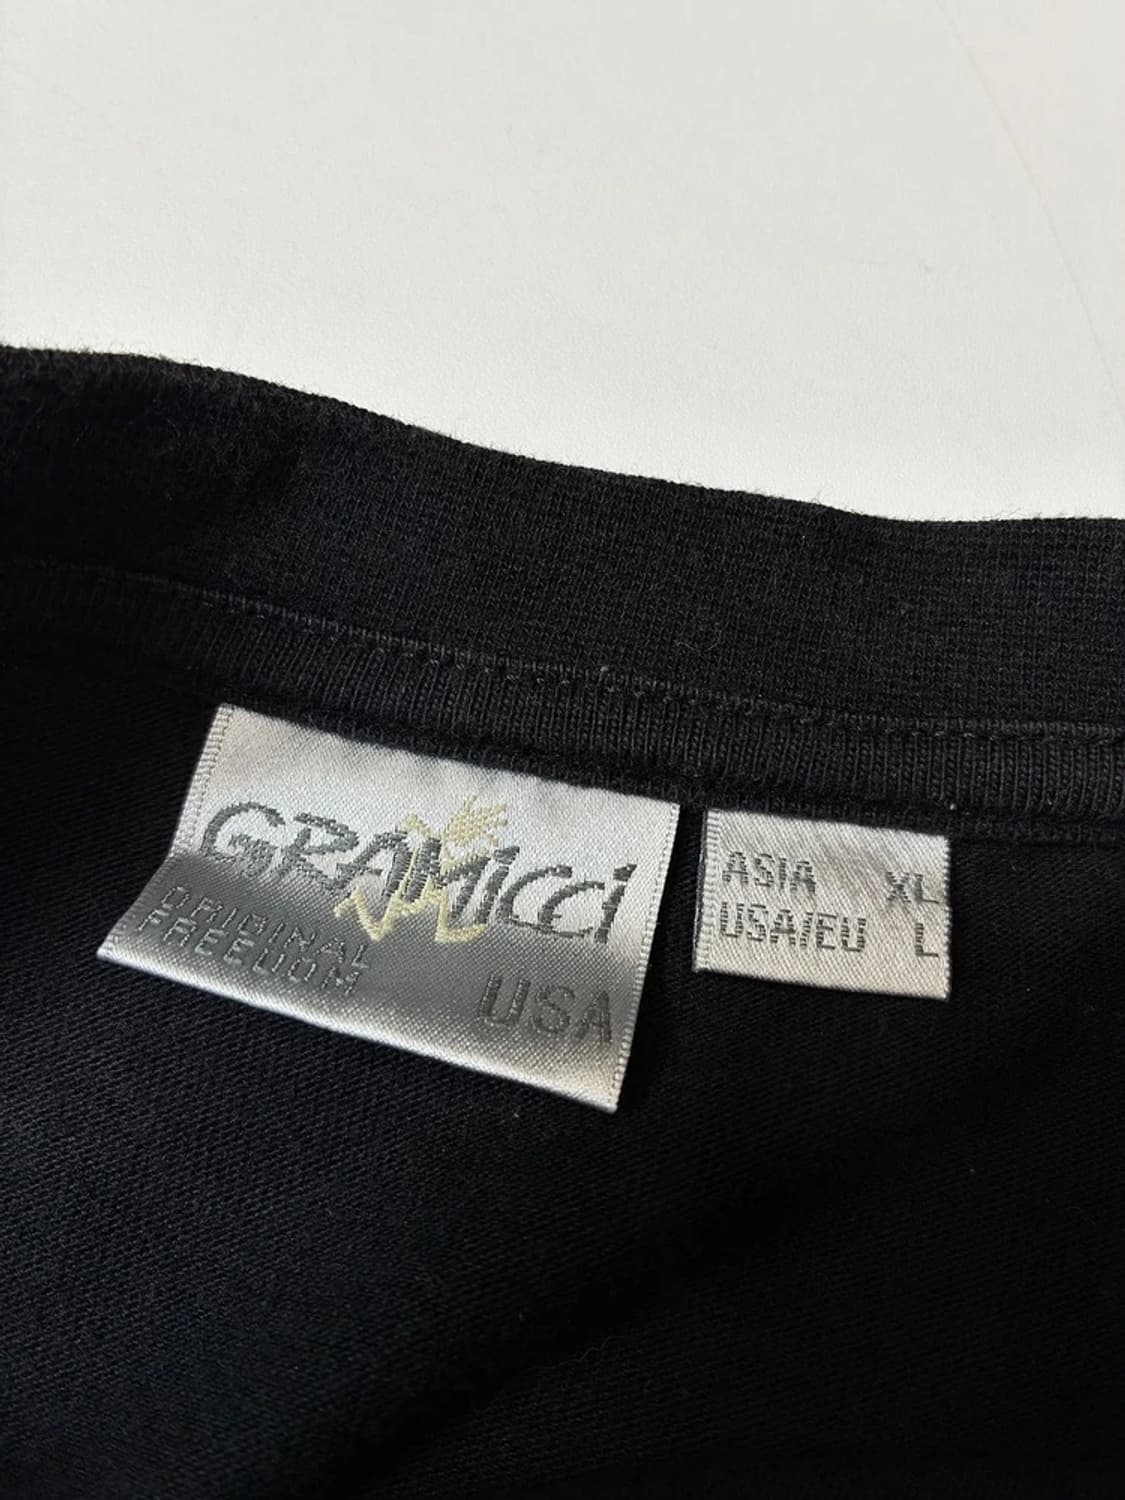 GRAMICCI
ORIGINAL
FREEDOM
USA
ASIA XL
USA/EU L